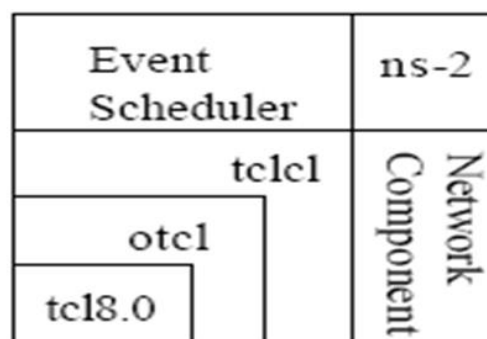 Event
Scheduler
ns-2
tclcl
otcl
tcl8.0
Network
Component